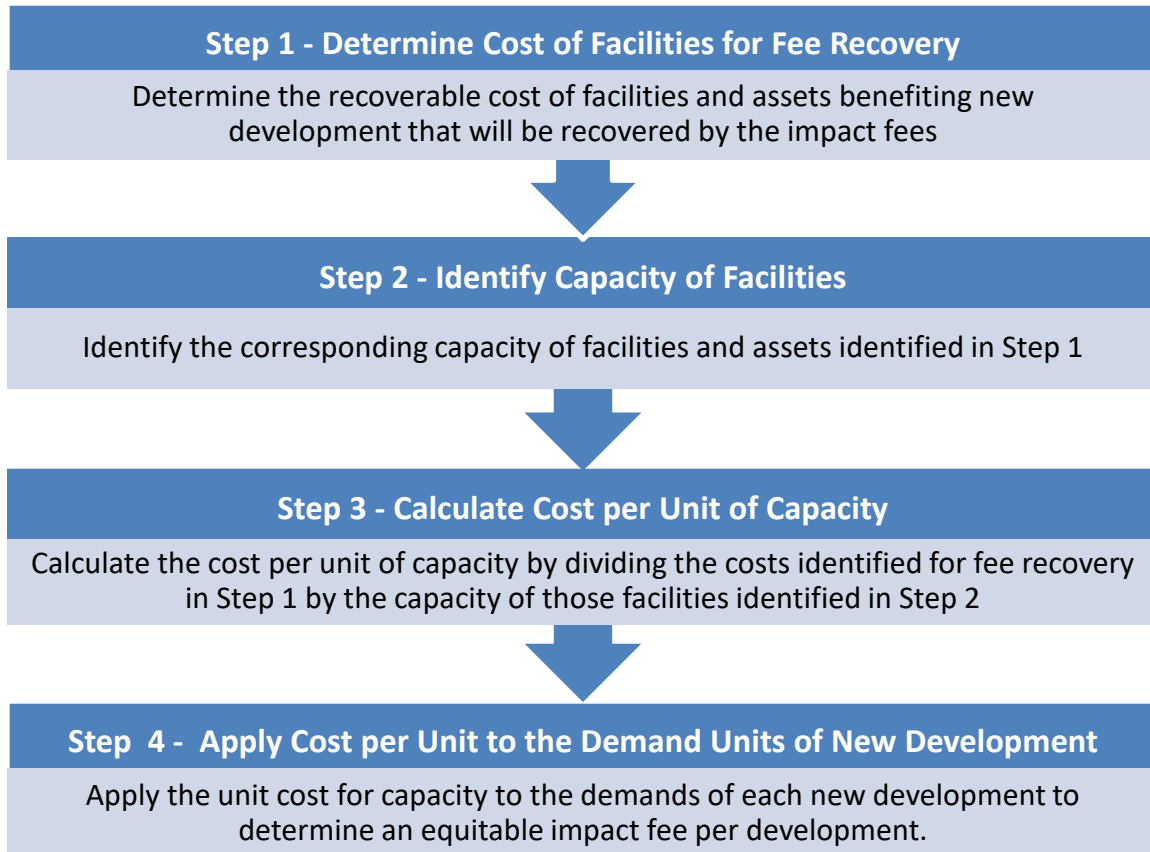 Step 1 - Determine Cost of Facilities for Fee Recovery
Determine the recoverable cost of facilities and assets benefiting new
development that will be recovered by the impact fees
Step 2 - Identify Capacity of Facilities
Identify the corresponding capacity of facilities and assets identified in Step 1
Step 3 - Calculate Cost per Unit of Capacity
Calculate the cost per unit of capacity by dividing the costs identified for fee recovery
in Step 1 by the capacity of those facilities identified in Step 2
Step 4 - Apply Cost per Unit to the Demand Units of New Development
Apply the unit cost for capacity to the demands of each new development to
determine an equitable impact fee per development.